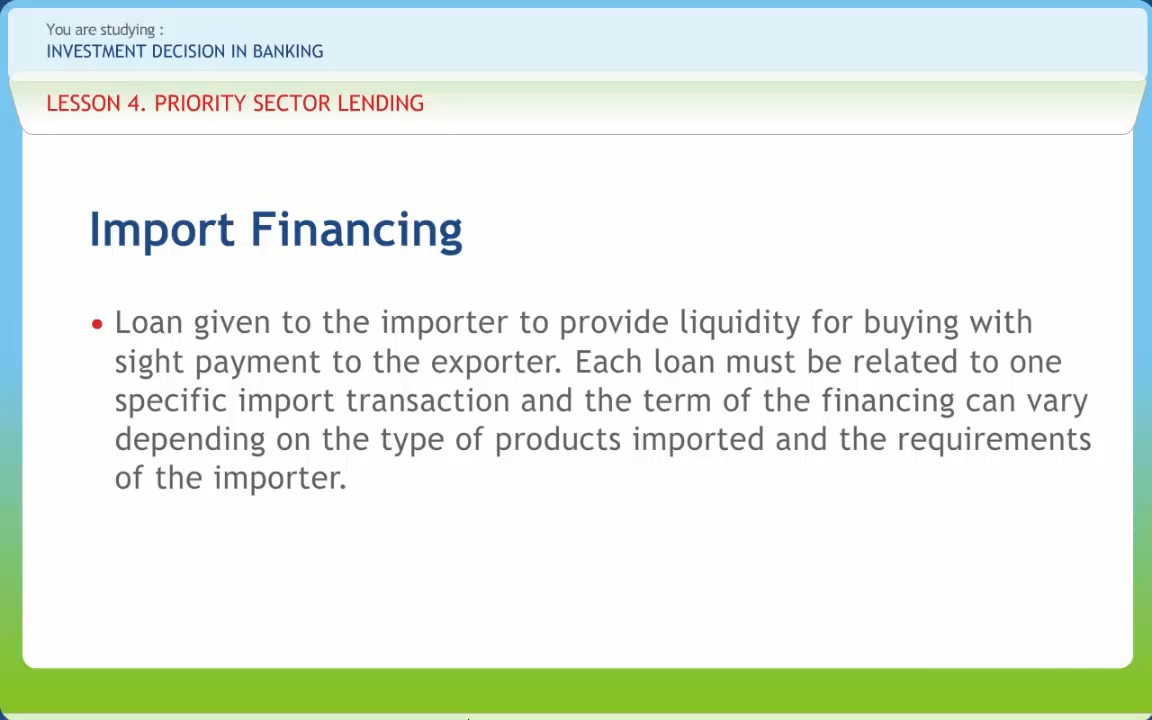 You are studying :
INVESTMENT DECISION IN BANKING
LESSON 4. PRIORITY SECTOR LENDING
Import Financing
• Loan given to the importer to provide liquidity for buying with
sight payment to the exporter. Each loan must be related to one
specific import transaction and the term of the financing can vary
depending on the type of products imported and the requirements
of the importer.